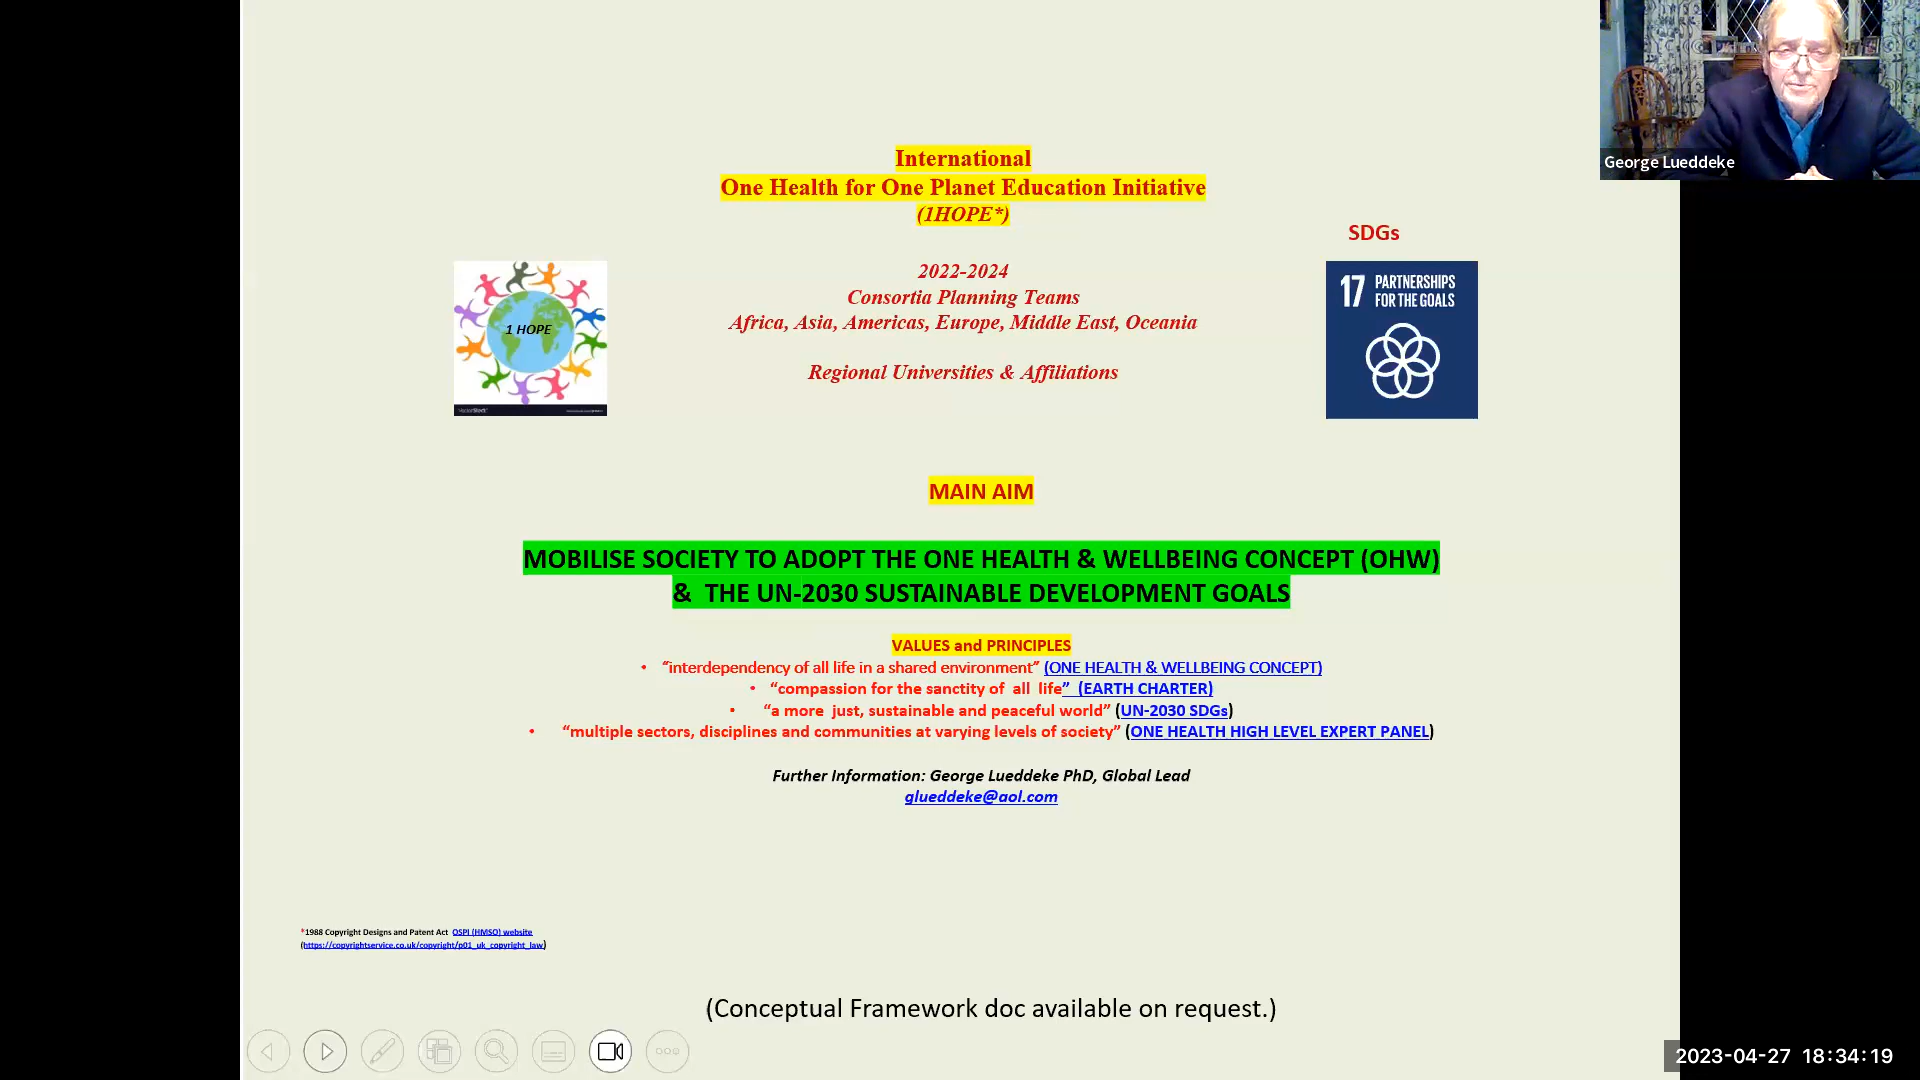 International
One Health for One Planet Education Initiative
(1HOPE*)
George Lueddeke
SDGs
2022-2024
Consortia Planning Teams
Africa, Asia, Americas, Europe, Middle East, Oceania
Regional Universities & Affiliations
1 HOPE
VectorStock
17 PARTNERSHIPS
FOR THE GOALS
MAIN AIM
MOBILISE SOCIETY TO ADOPT THE ONE HEALTH & WELLBEING CONCEPT (OHW)
& THE UN-2030 SUSTAINABLE DEVELOPMENT GOALS
VALUES and PRINCIPLES
• “interdependency of all life in a shared environment” (ONE HEALTH & WELLBEING CONCEPT)
• “compassion for the sanctity of all life” (EARTH CHARTER)
• “a more just, sustainable and peaceful world” (UN-2030 SDGs)
• “multiple sectors, disciplines and communities at varying levels of society” (ONE HEALTH HIGH LEVEL EXPERT PANEL)
Further Information: George Lueddeke PhD, Global Lead
glueddeke@aol.com
*1988 Copyright Designs and Patent Act OSPI (HMSO) website
(https://copyrightservice.co.uk/copyright/p01_uk_copyright_law)
(Conceptual Framework doc available on request.)
2023-04-27 18:34:19